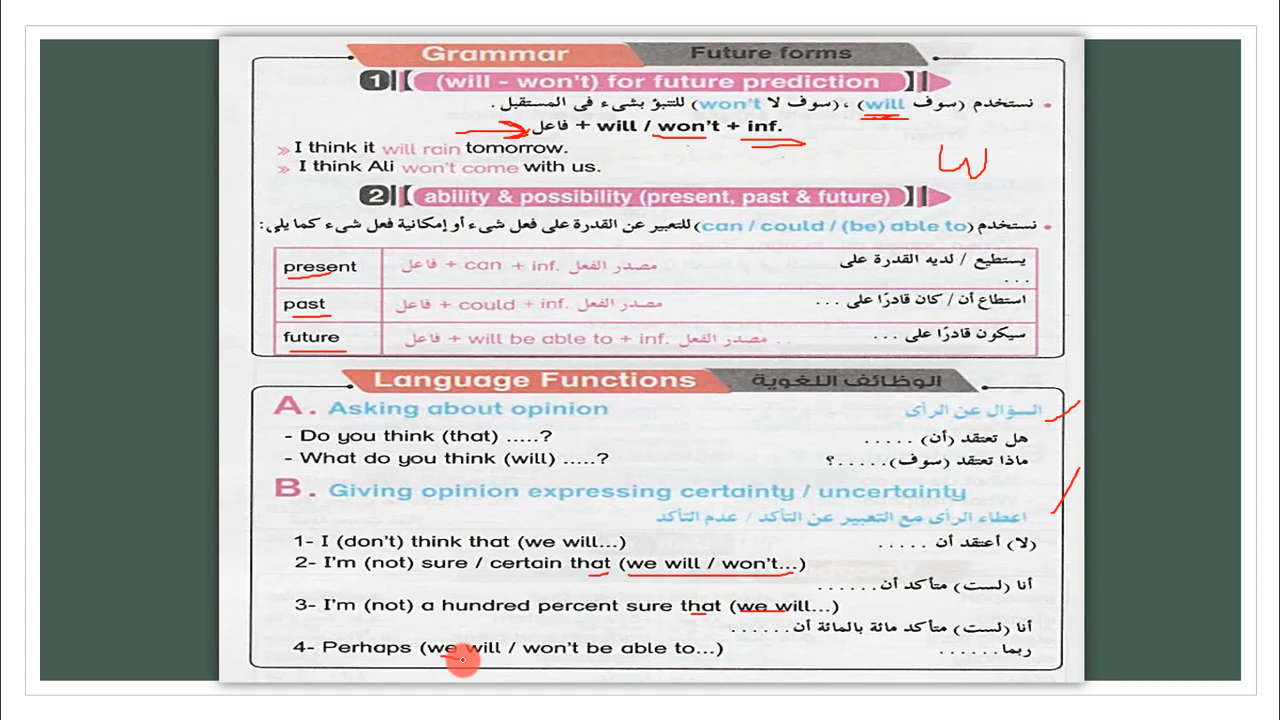 Grammar Future forms
1 (will - won't) for future prediction
• نستخدم (سوف will) ، (سوف لا won't) للتنبؤ بشىء فى المستقبل .
فاعل + will / won't + inf.
» I think it will rain tomorrow.
» I think Ali won't come with us.
W
2 ability & possibility (present, past & future)
• نستخدم (can / could / (be) able to) للتعبير عن القدرة على فعل شىء أو إمكانية فعل شىء كما يلى:
present فاعل + can + inf. مصدر الفعل يستطيع / لديه القدرة على ...
past فاعل + could + inf. مصدر الفعل استطاع أن / كان قادرًا على ...
future فاعل + will be able to + inf. مصدر الفعل .. سيكون قادرًا على ...
Language Functions الوظائف اللغوية
A. Asking about opinion السؤال عن الرأى
- Do you think (that) .....? هل تعتقد (أن) .....
- What do you think (will) .....? ماذا تعتقد (سوف).....؟
B. Giving opinion expressing certainty / uncertainty
اعطاء الرأى مع التعبير عن التأكد / عدم التأكد
1- I (don't) think that (we will...) (لا) أعتقد أن .....
2- I'm (not) sure / certain that (we will / won't...)
أنا (لست) متأكد أن ......
3- I'm (not) a hundred percent sure that (we will...)
أنا (لست) متأكد مائة بالمائة أن ......
4- Perhaps (we will / won't be able to...) ربما ......